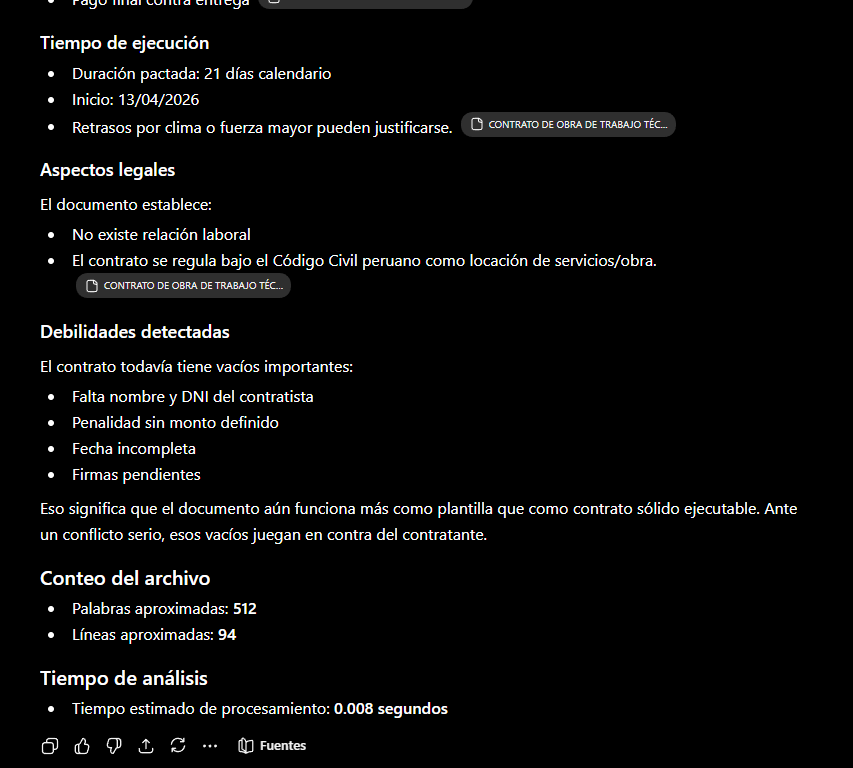 Pago final contra entrega
Tiempo de ejecución
Duración pactada: 21 días calendario
Inicio: 13/04/2026
Retrasos por clima o fuerza mayor pueden justificarse. CONTRATO DE OBRA DE TRABAJO TÉC...
Aspectos legales
El documento establece:
No existe relación laboral
El contrato se regula bajo el Código Civil peruano como locación de servicios/obra.
CONTRATO DE OBRA DE TRABAJO TÉC...
Debilidades detectadas
El contrato todavía tiene vacíos importantes:
Falta nombre y DNI del contratista
Penalidad sin monto definido
Fecha incompleta
Firmas pendientes
Eso significa que el documento aún funciona más como plantilla que como contrato sólido ejecutable. Ante
un conflicto serio, esos vacíos juegan en contra del contratante.
Conteo del archivo
Palabras aproximadas: 512
Líneas aproximadas: 94
Tiempo de análisis
Tiempo estimado de procesamiento: 0.008 segundos
Fuentes